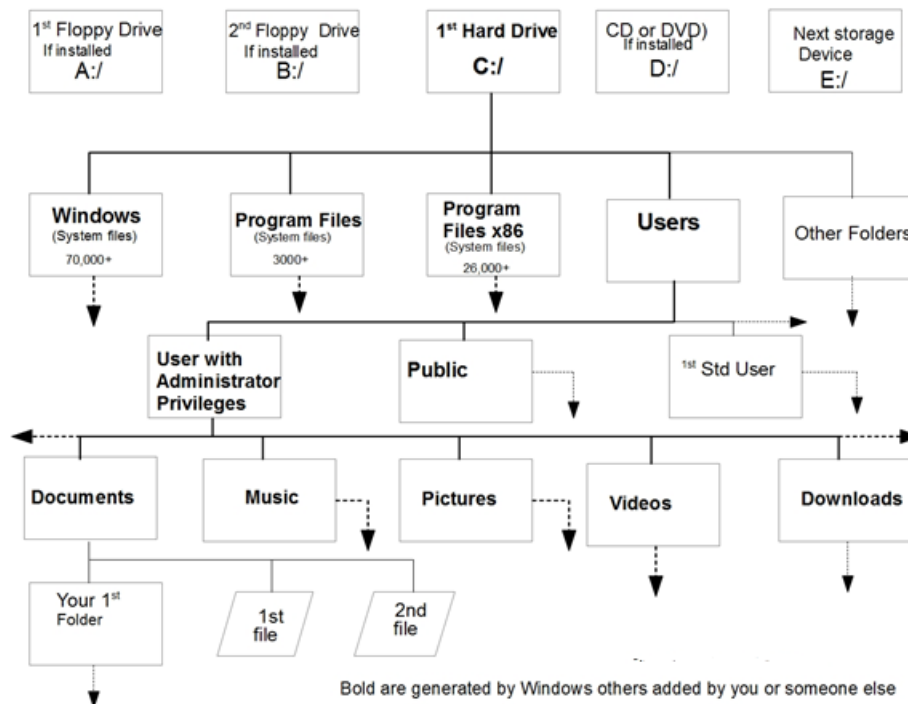 1st Floppy Drive
If installed
A:/
2nd Floppy Drive
If installed
B:/
1st Hard Drive
C:/
CD or DVD)
If installed
D:/
Next storage
Device
E:/
Windows
(System files)
70,000+
Program Files
(System files)
3000+
Program
Files x86
(System files)
26,000+
Users
Other Folders
User with
Administrator
Privileges
Public
1st Std User
Documents
Music
Pictures
Videos
Downloads
Your 1st
Folder
1st
file
2nd
file
Bold are generated by Windows others added by you or someone else